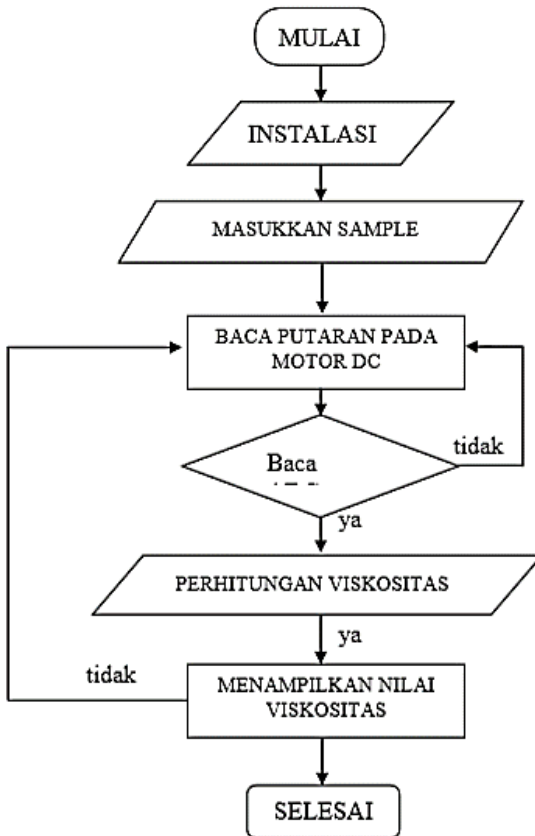 MULAI
INSTALASI
MASUKKAN SAMPLE
BACA PUTARAN PADA
MOTOR DC
tidak
Baca
ya
PERHITUNGAN VISKOSITAS
ya
tidak
MENAMPILKAN NILAI
VISKOSITAS
SELESAI